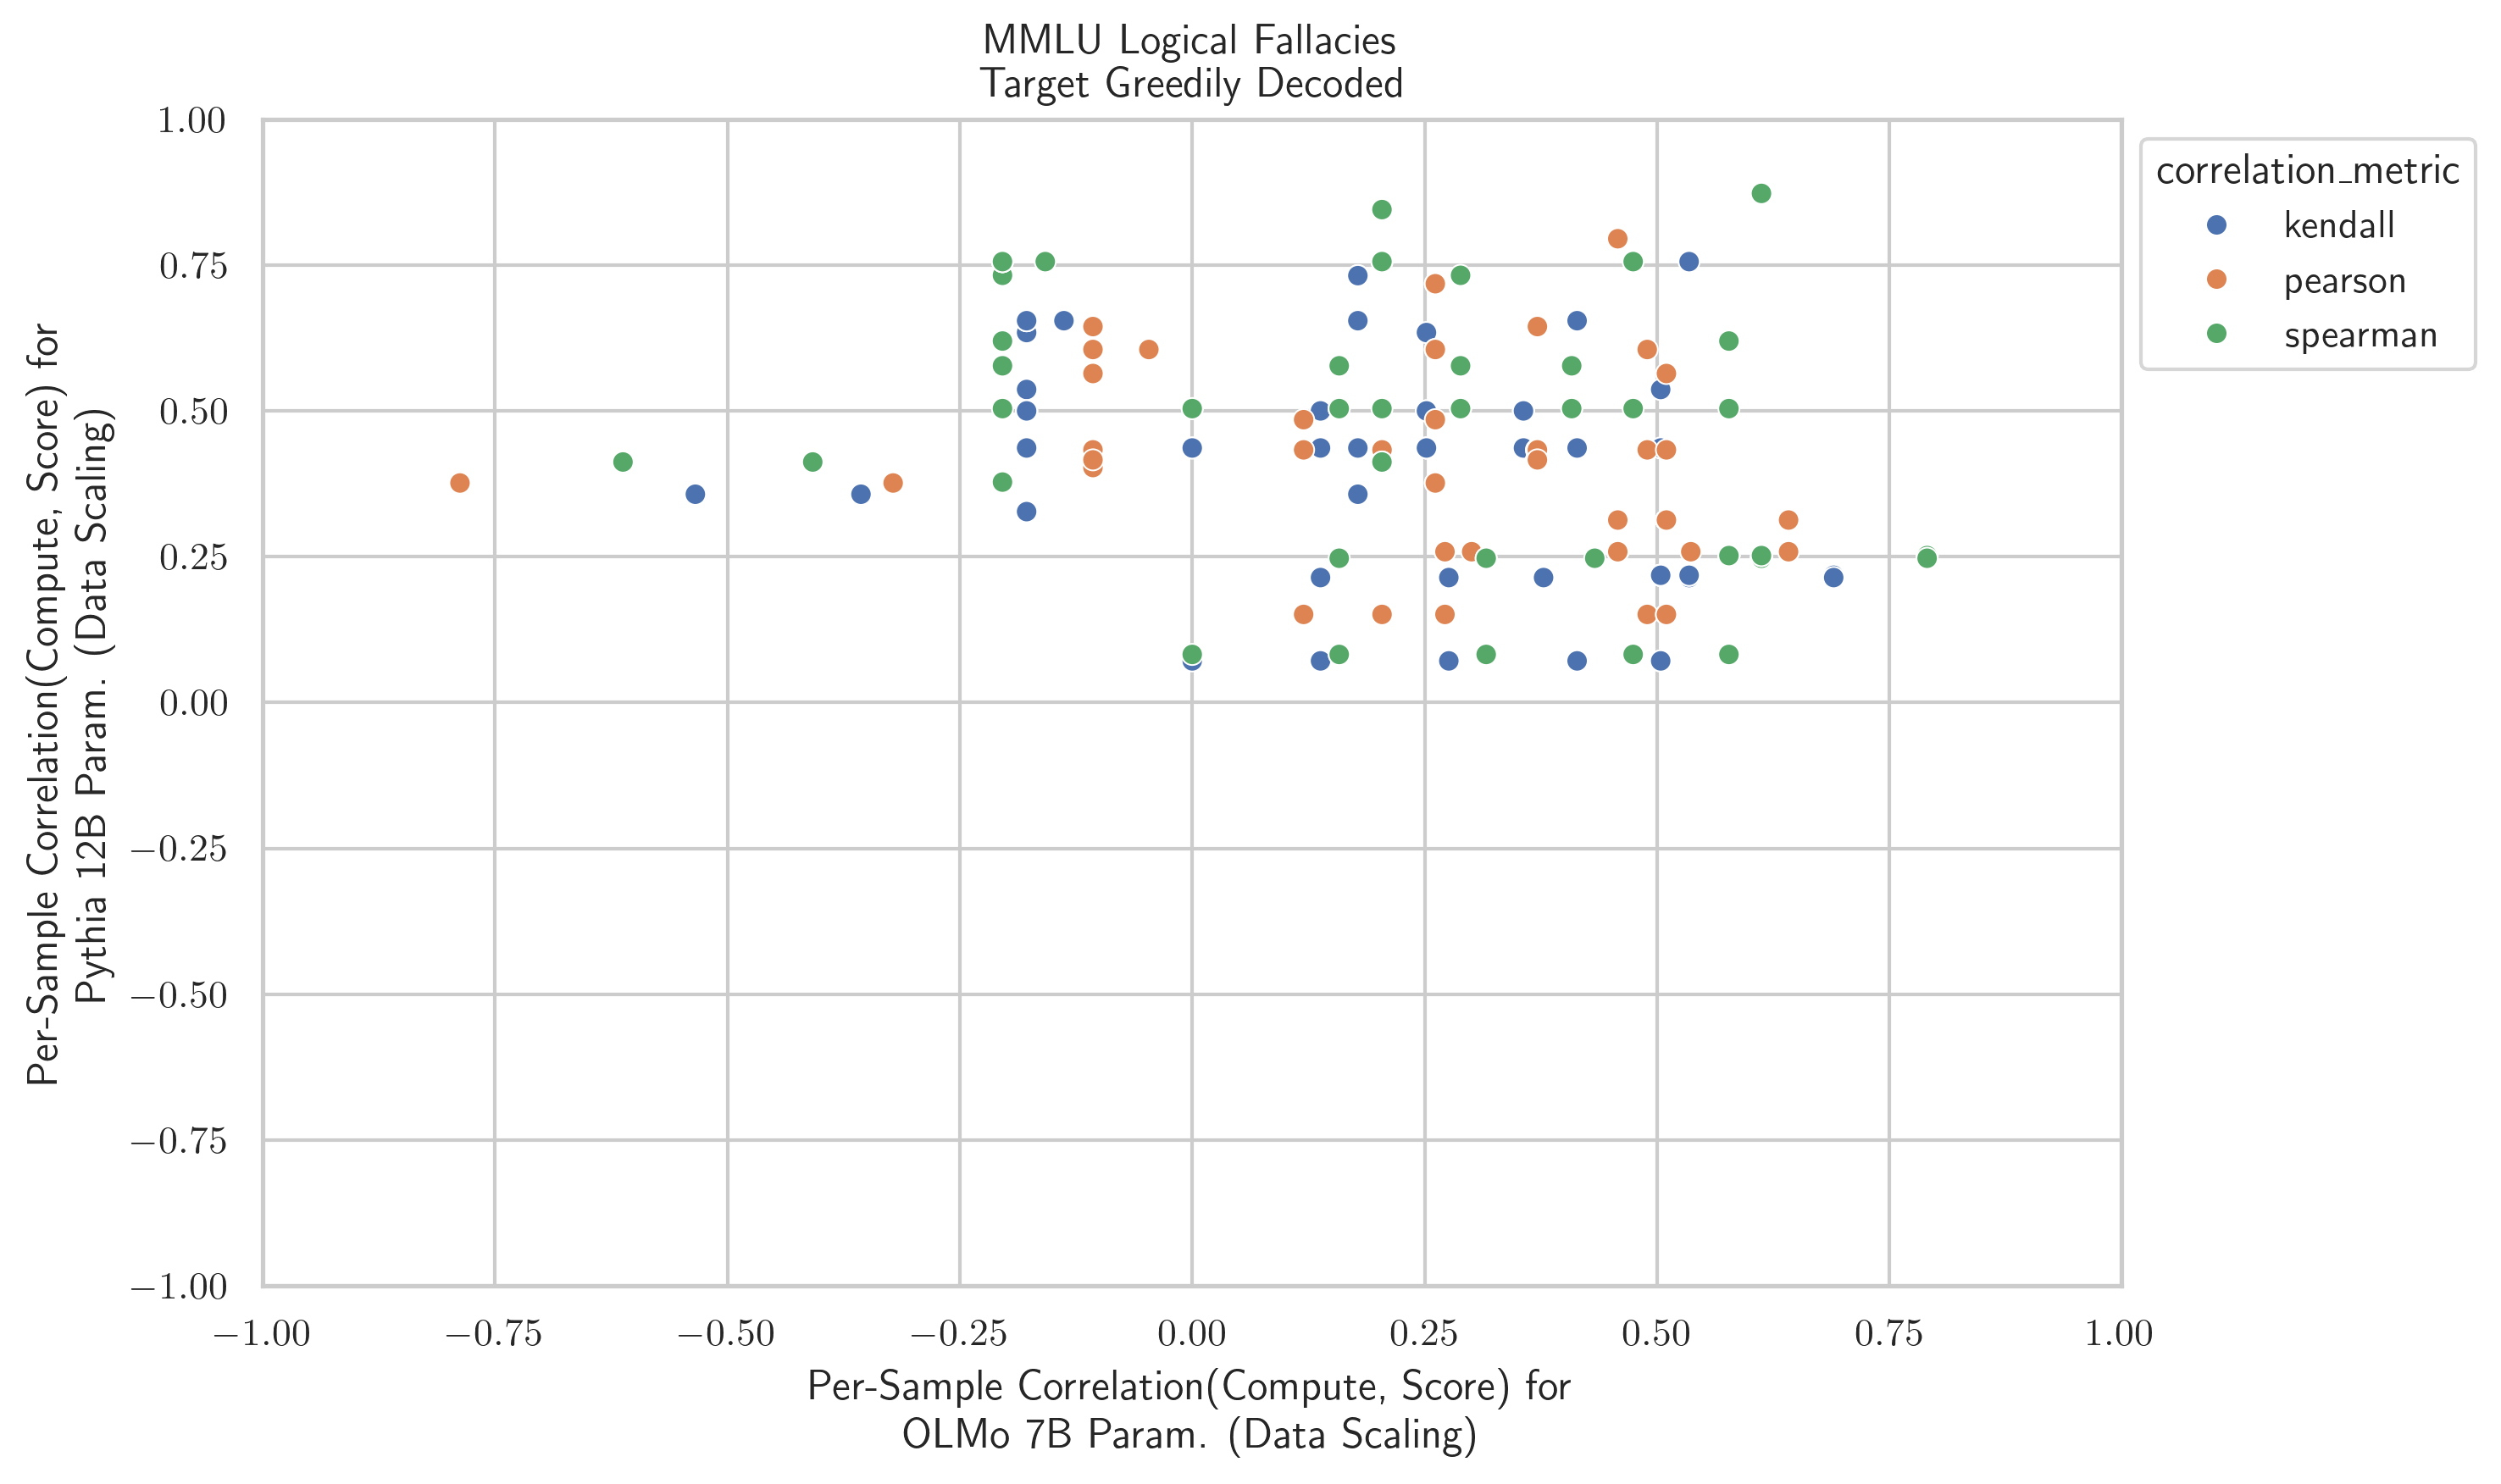 MMLU Logical Fallacies
Target Greedily Decoded
1.00
0.75
0.50
0.25
0.00
−0.25
−0.50
−0.75
−1.00
Per-Sample Correlation(Compute, Score) for
Pythia 12B Param. (Data Scaling)
correlation_metric
kendall
pearson
spearman
−1.00
−0.75
−0.50
−0.25
0.00
0.25
0.50
0.75
1.00
Per-Sample Correlation(Compute, Score) for
OLMo 7B Param. (Data Scaling)